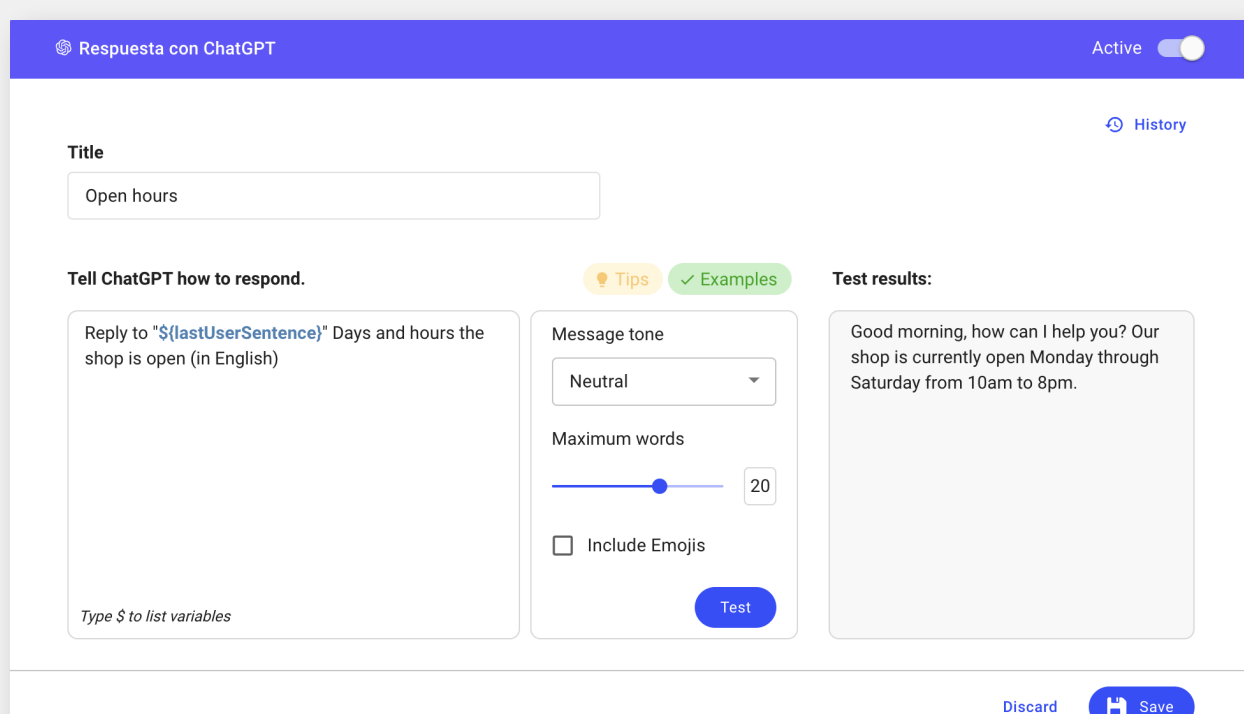 Respuesta con ChatGPT
Active
History
Title
Open hours
Tell ChatGPT how to respond.
Tips
Examples
Test results:
Reply to "${lastUserSentence}" Days and hours the
shop is open (in English)
Type $ to list variables
Message tone
Neutral
Maximum words
20
Include Emojis
Test
Good morning, how can I help you? Our
shop is currently open Monday through
Saturday from 10am to 8pm.
Discard
Save